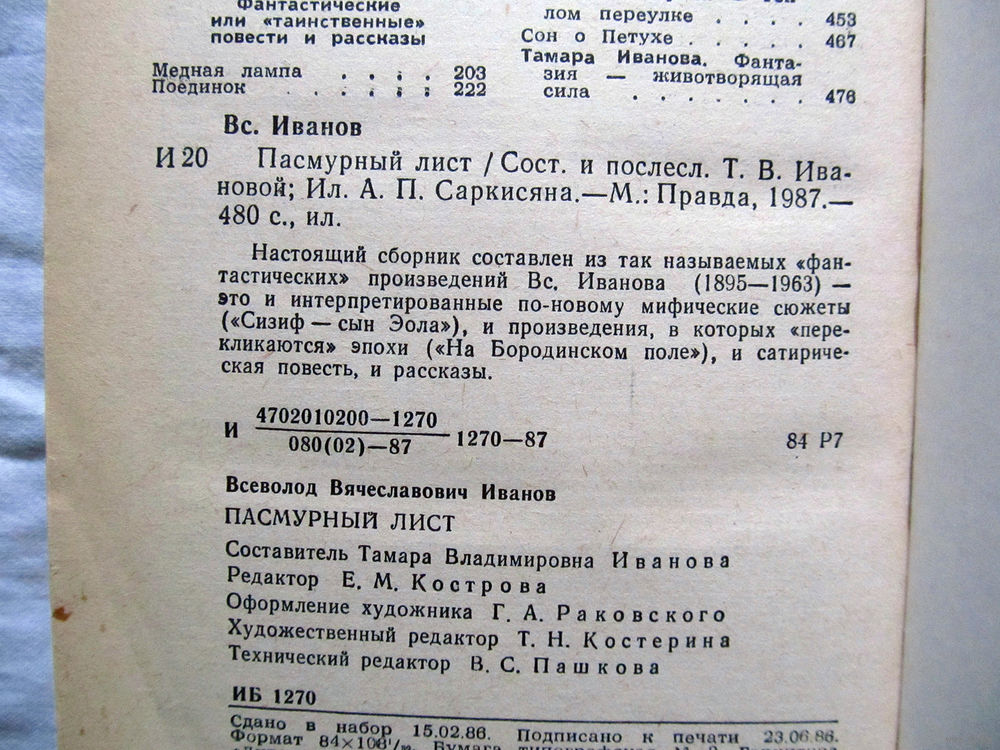 Фантастические
или «таинственные»
повести и рассказы
Медная лампа . . . . 203
Поединок . . . . . 222
лом переулке . . . . 453
Сон о Петухе . . . . . 467
Тамара Иванова. Фанта-
зия — животворящая
сила . . . . . . . 476
Вс. Иванов
И 20 Пасмурный лист / Сост. и послесл. Т. В. Ива-
новой; Ил. А. П. Саркисяна.—М.: Правда, 1987.—
480 с., ил.
Настоящий сборник составлен из так называемых «фан-
тастических» произведений Вс. Иванова (1895—1963) —
это и интерпретированные по-новому мифические сюжеты
(«Сизиф — сын Эола»), и произведения, в которых «пере-
кликаются» эпохи («На Бородинском поле»), и сатириче-
ская повесть, и рассказы.
4702010200—1270
И 1270—87 84 Р7
080(02)—87
Всеволод Вячеславович Иванов
ПАСМУРНЫЙ ЛИСТ
Составитель Тамара Владимировна Иванова
Редактор Е. М. Кострова
Оформление художника Г. А. Раковского
Художественный редактор Т. Н. Костерина
Технический редактор В. С. Пашкова
ИБ 1270
Сдано в набор 15.02.86. Подписано к печати 23.06.86.
Формат 84×108 Бумага